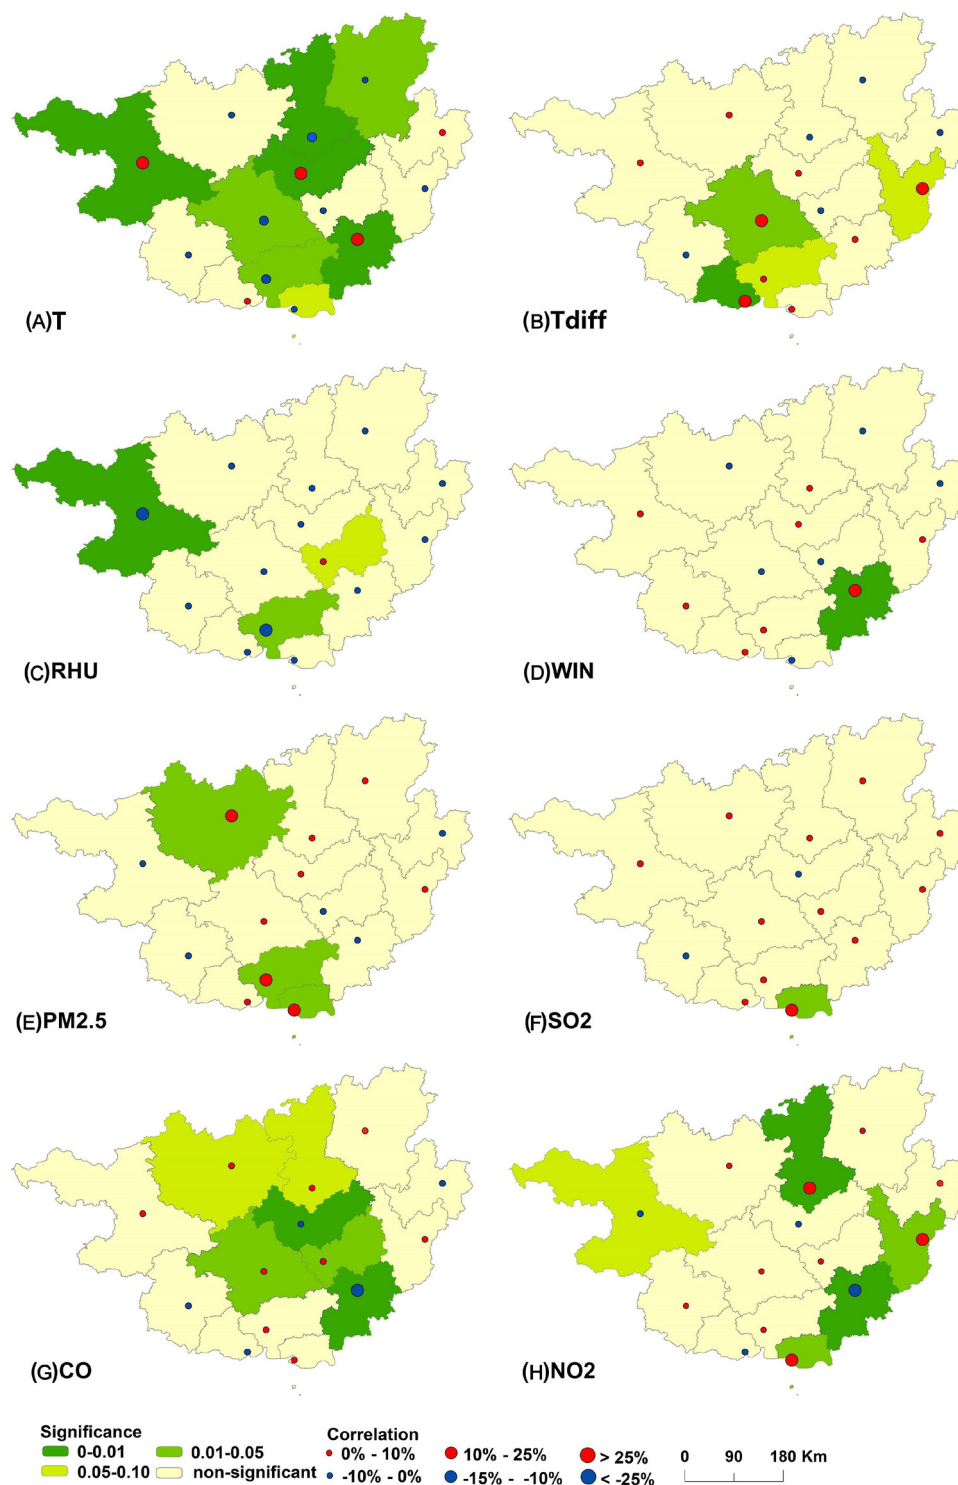 (A)T
(B)Tdiff
(C)RHU
(D)WIN
(E)PM2.5
(F)SO2
(G)CO
(H)NO2
Significance
0-0.01
0.01-0.05
0.05-0.10
non-significant
Correlation
0% - 10%
10% - 25%
> 25%
-10% - 0%
-15% - -10%
< -25%
0 90 180 Km